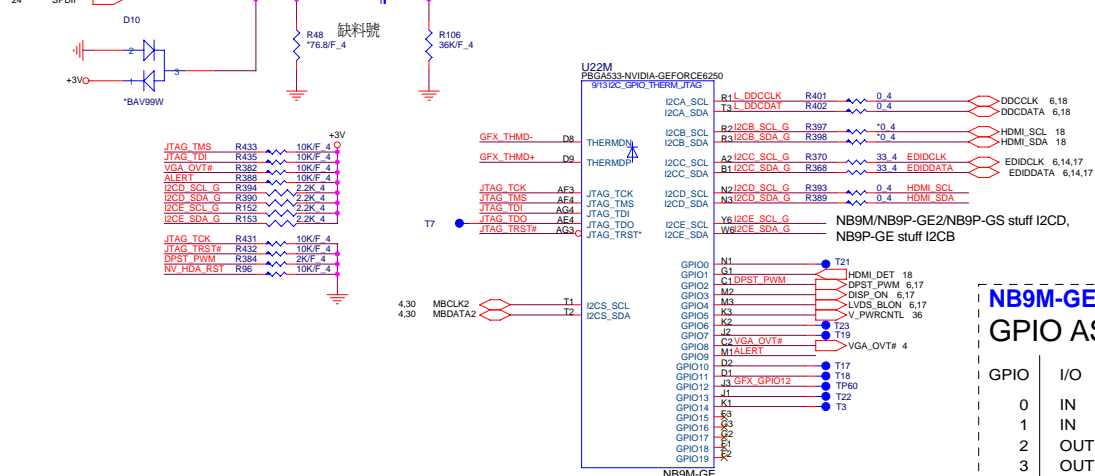 24 SPDIF
D10
2
3
+3V
1
*BAV99W
R48
*76.8/F_4
缺料號
R106
36K/F_4
+3V
JTAG_TMS R433 10K/F_4
JTAG_TDI R435 10K/F_4
VGA_OVT# R382 10K/F_4
ALERT R388 10K/F_4
I2CD_SCL_G R394 2.2K_4
I2CD_SDA_G R390 2.2K_4
I2CE_SCL_G R152 2.2K_4
I2CE_SDA_G R153 2.2K_4
JTAG_TCK R431 10K/F_4
JTAG_TRST# R432 10K/F_4
DPST_PWM R384 2K/F_4
NV_HDA_RST R96 10K/F_4
U22M
PBGA533-NVIDIA-GEFORCE6250
9/13 I2C_GPIO_THERM_JTAG
GFX_THMD- D8 THERMDN
GFX_THMD+ D9 THERMDP
JTAG_TCK AF3 JTAG_TCK
JTAG_TMS AF4 JTAG_TMS
JTAG_TDI AG4 JTAG_TDI
T7 JTAG_TDO AE4 JTAG_TDO
JTAG_TRST# AG3 JTAG_TRST*
4,30 MBCLK2 T1 I2CS_SCL
4,30 MBDATA2 T2 I2CS_SDA
I2CA_SCL R1 L_DDCCLK R401 0_4 DDCCLK 6,18
I2CA_SDA T3 L_DDCDAT R402 0_4 DDCDATA 6,18
I2CB_SCL R2 I2CB_SCL_G R397 *0_4 HDMI_SCL 18
I2CB_SDA R3 I2CB_SDA_G R398 *0_4 HDMI_SDA 18
I2CC_SCL A2 I2CC_SCL_G R370 33_4 EDIDCLK EDIDCLK 6,14,17
I2CC_SDA B1 I2CC_SDA_G R368 33_4 EDIDDATA EDIDDATA 6,14,17
I2CD_SCL N2 I2CD_SCL_G R393 0_4 HDMI_SCL
I2CD_SDA N3 I2CD_SDA_G R389 0_4 HDMI_SDA
I2CE_SCL Y6 I2CE_SCL_G
I2CE_SDA W6 I2CE_SDA_G
NB9M/NB9P-GE2/NB9P-GS stuff I2CD,
NB9P-GE stuff I2CB
GPIO0 N1 T21
GPIO1 G1 HDMI_DET 18
GPIO2 C1 DPST_PWM DPST_PWM 6,17
GPIO3 M2 DISP_ON 6,17
GPIO4 M3 LVDS_BLON 6,17
GPIO5 K3 V_PWRCNTL 36
GPIO6 K2 T23
GPIO7 J2 T19
GPIO8 C2 VGA_OVT# VGA_OVT# 4
GPIO9 M1 ALERT
GPIO10 D2 T17
GPIO11 D1 T18
GPIO12 J3 GFX_GPIO12 TP60
GPIO13 J1 T22
GPIO14 K1 T3
GPIO15 F3
GPIO16 G3
GPIO17 G2
GPIO18 F1
GPIO19 F2
NB9M-GE
NB9M-GE
GPIO AS
GPIO I/O
0 IN
1 IN
2 OUT
3 OUT